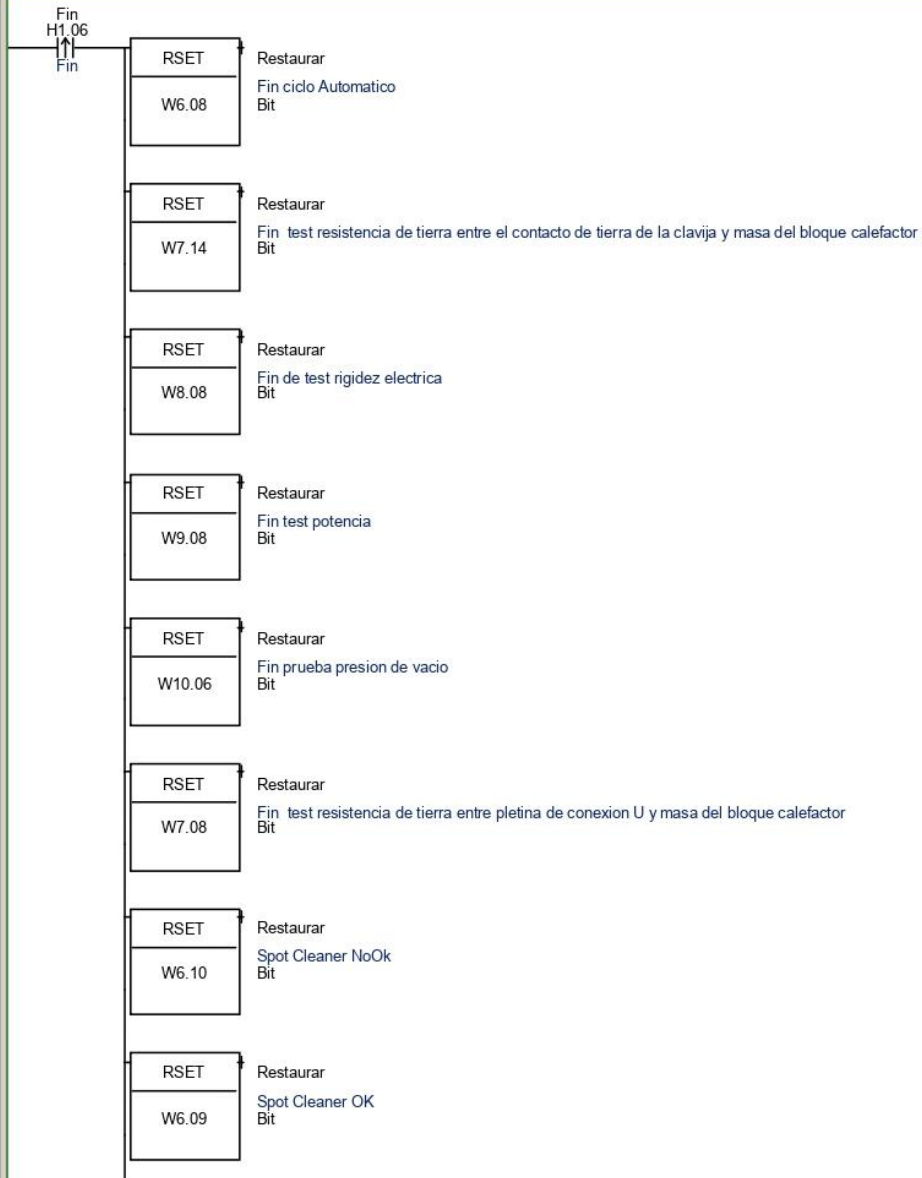 Fin
H1.06
Fin
RSET
Restaurar
Fin ciclo Automatico
W6.08
Bit
RSET
Restaurar
Fin test resistencia de tierra entre el contacto de tierra de la clavija y masa del bloque calefactor
W7.14
Bit
RSET
Restaurar
Fin de test rigidez electrica
W8.08
Bit
RSET
Restaurar
Fin test potencia
W9.08
Bit
RSET
Restaurar
Fin prueba presion de vacio
W10.06
Bit
RSET
Restaurar
Fin test resistencia de tierra entre pletina de conexion U y masa del bloque calefactor
W7.08
Bit
RSET
Restaurar
Spot Cleaner NoOk
W6.10
Bit
RSET
Restaurar
Spot Cleaner OK
W6.09
Bit